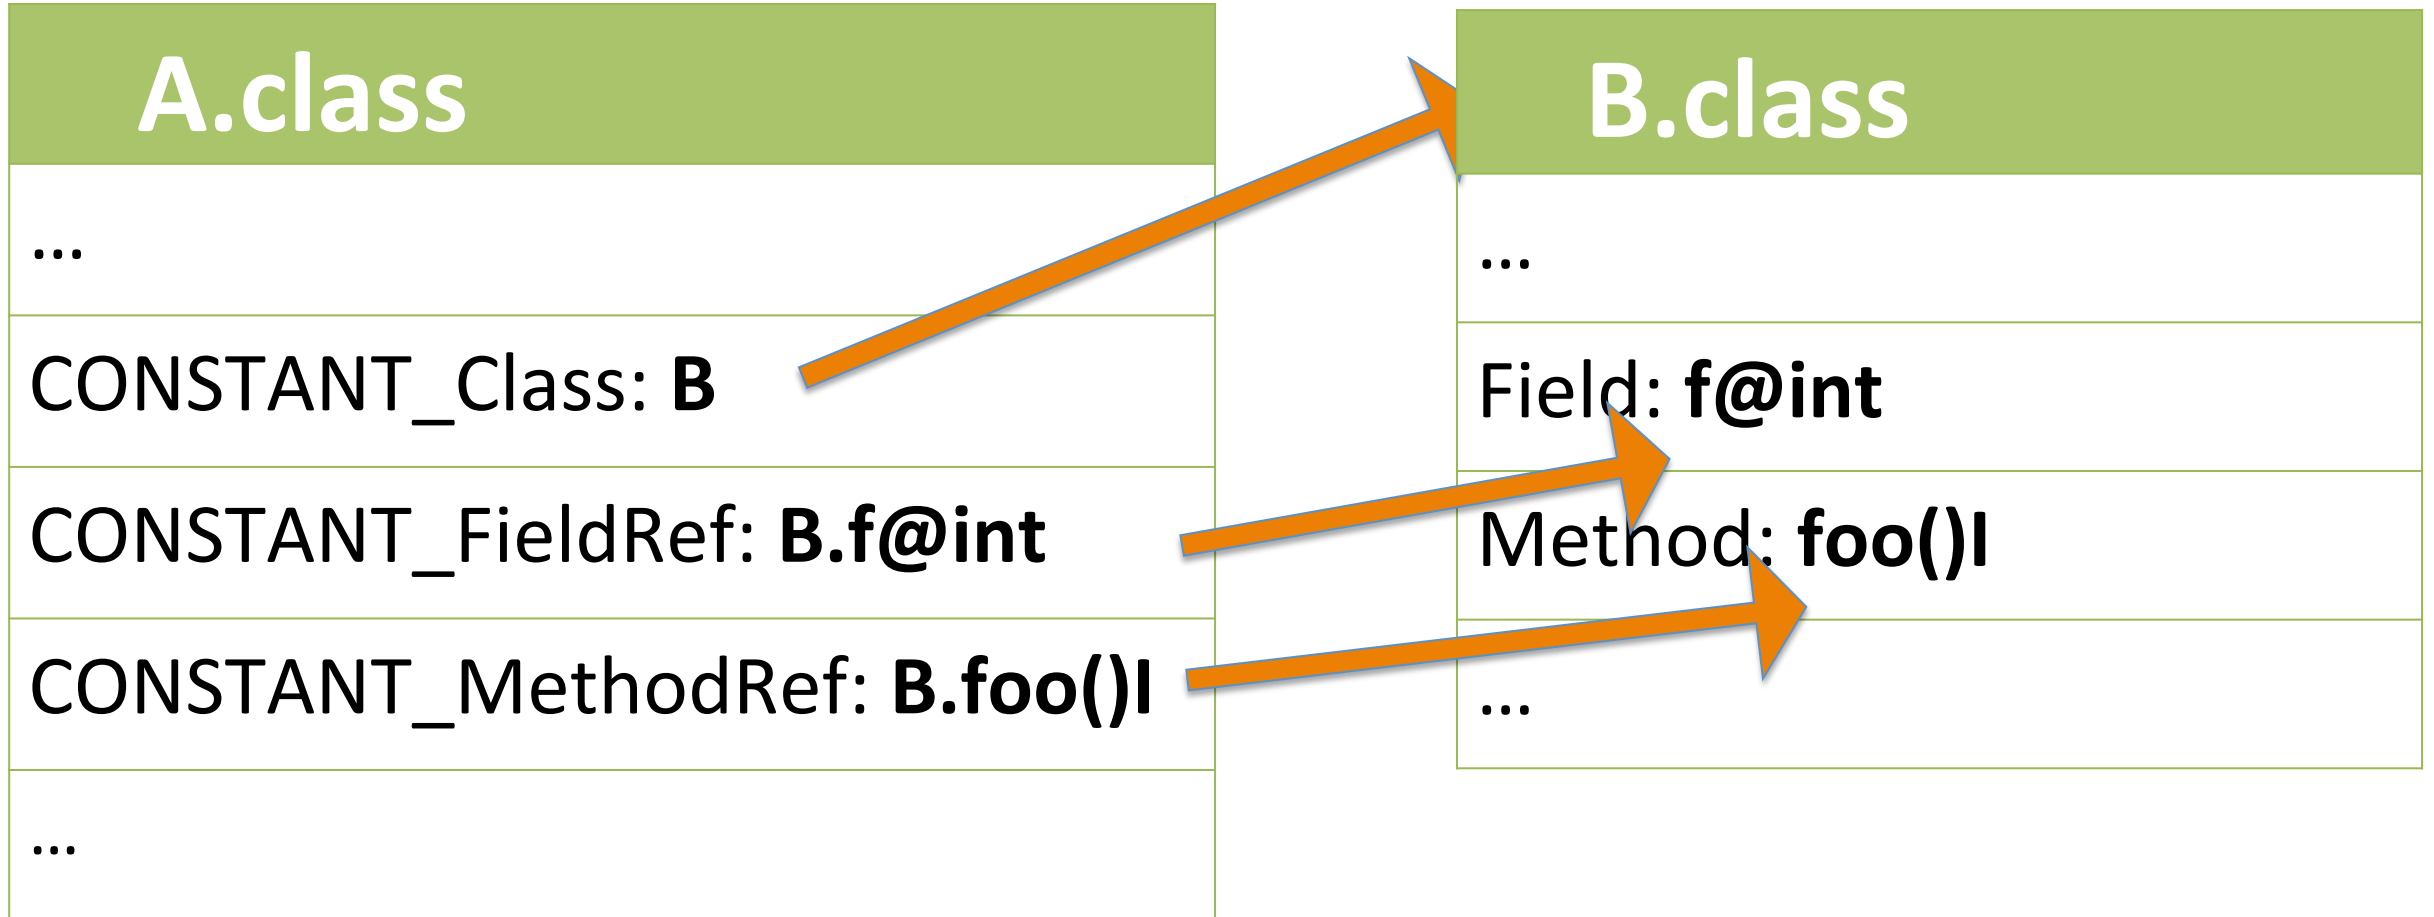 A.class
...
CONSTANT_Class: B
CONSTANT_FieldRef: B.f@int
CONSTANT_MethodRef: B.foo()I
...
B.class
...
Field: f@int
Method: foo()I
...